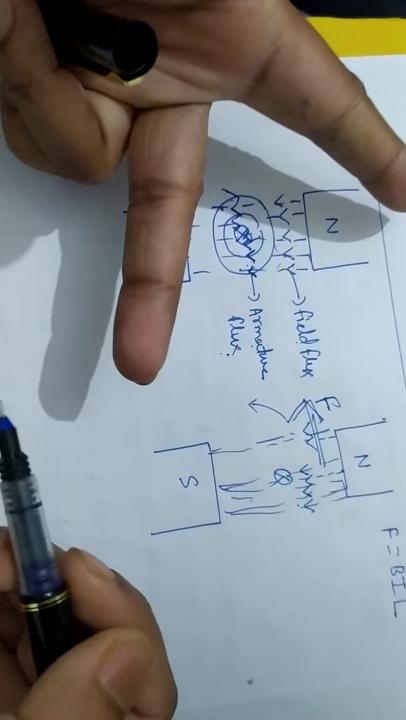 N
field flux
Armature
flux
F
N
S
F = BIL